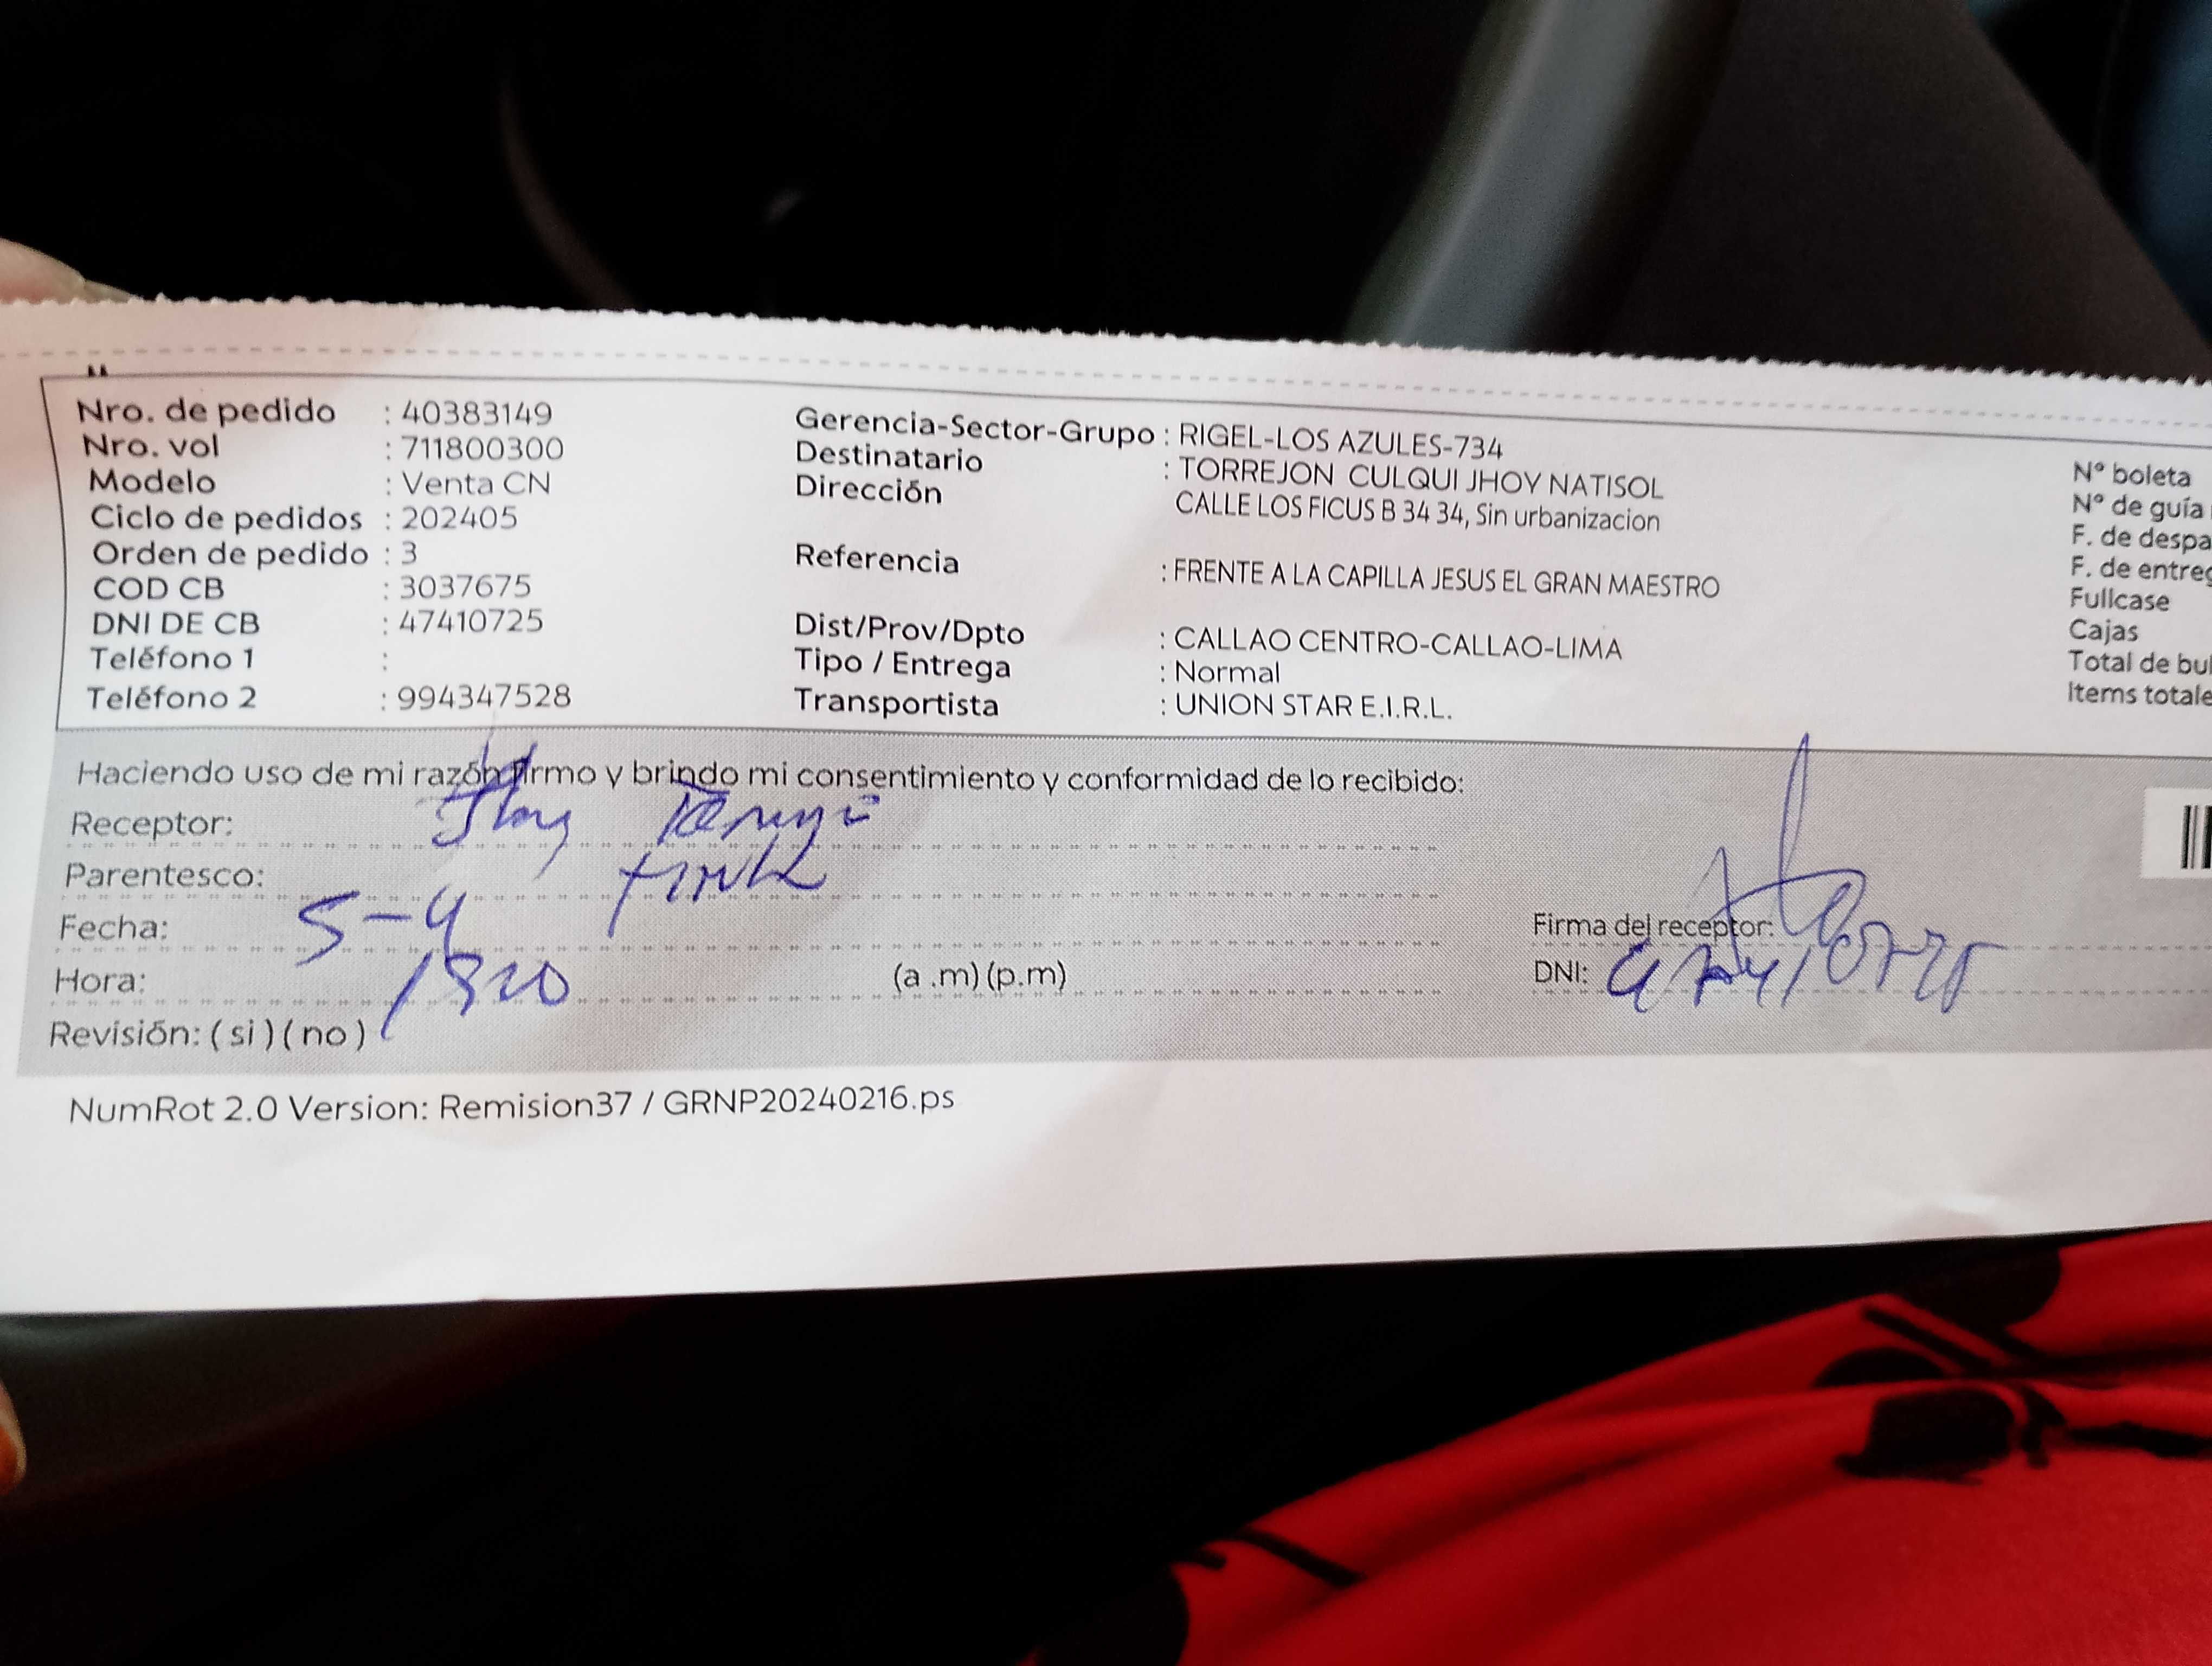 Nro. de pedido : 40383149
Nro. vol : 711800300
Modelo : Venta CN
Ciclo de pedidos : 202405
Orden de pedido : 3
COD CB : 3037675
DNI DE CB : 47410725
Teléfono 1 :
Teléfono 2 : 994347528
Gerencia-Sector-Grupo : RIGEL-LOS AZULES-734
Destinatario : TORREJON CULQUI JHOY NATISOL
Dirección CALLE LOS FICUS B 34 34, Sin urbanizacion
Referencia : FRENTE A LA CAPILLA JESUS EL GRAN MAESTRO
Dist/Prov/Dpto : CALLAO CENTRO-CALLAO-LIMA
Tipo / Entrega : Normal
Transportista : UNION STAR E.I.R.L.
N° boleta
N° de guía
F. de despa
F. de entreg
Fullcase
Cajas
Total de bul
Items totale
Haciendo uso de mi razón firmo y brindo mi consentimiento y conformidad de lo recibido:
Receptor:
Parentesco:
Fecha: 5-4
Hora: 1520 (a .m) (p.m)
Revisión: ( si ) ( no )
Firma del receptor:
DNI: 47410725
NumRot 2.0 Version: Remision37 / GRNP20240216.ps